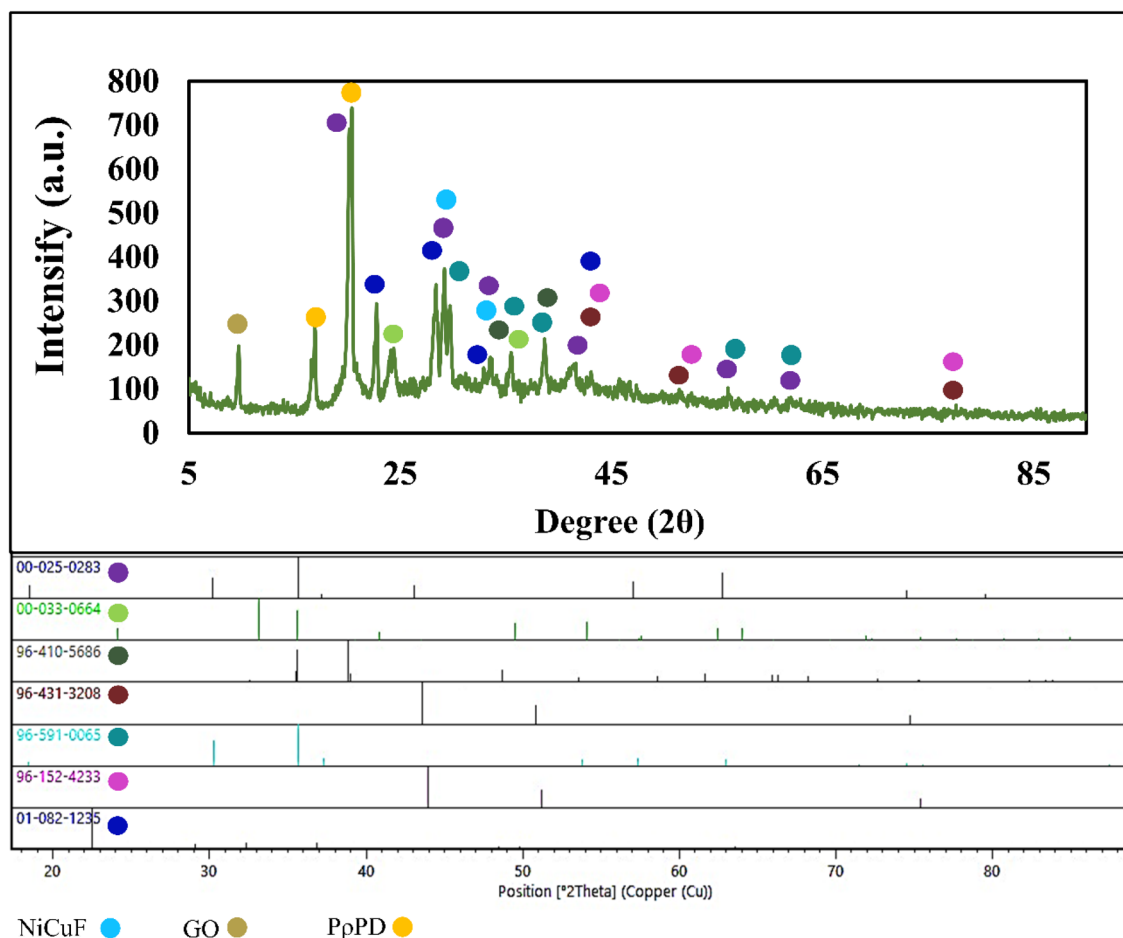 800
700
600
500
400
300
200
100
0
Intensify (a.u.)
5 25 45 65 85
Degree (2θ)
00-025-0283
00-033-0664
96-410-5686
96-431-3208
96-591-0065
96-152-4233
01-082-1235
20 30 40 50 60 70 80
Position [°2Theta] (Copper (Cu))
NiCuF GO PρPD